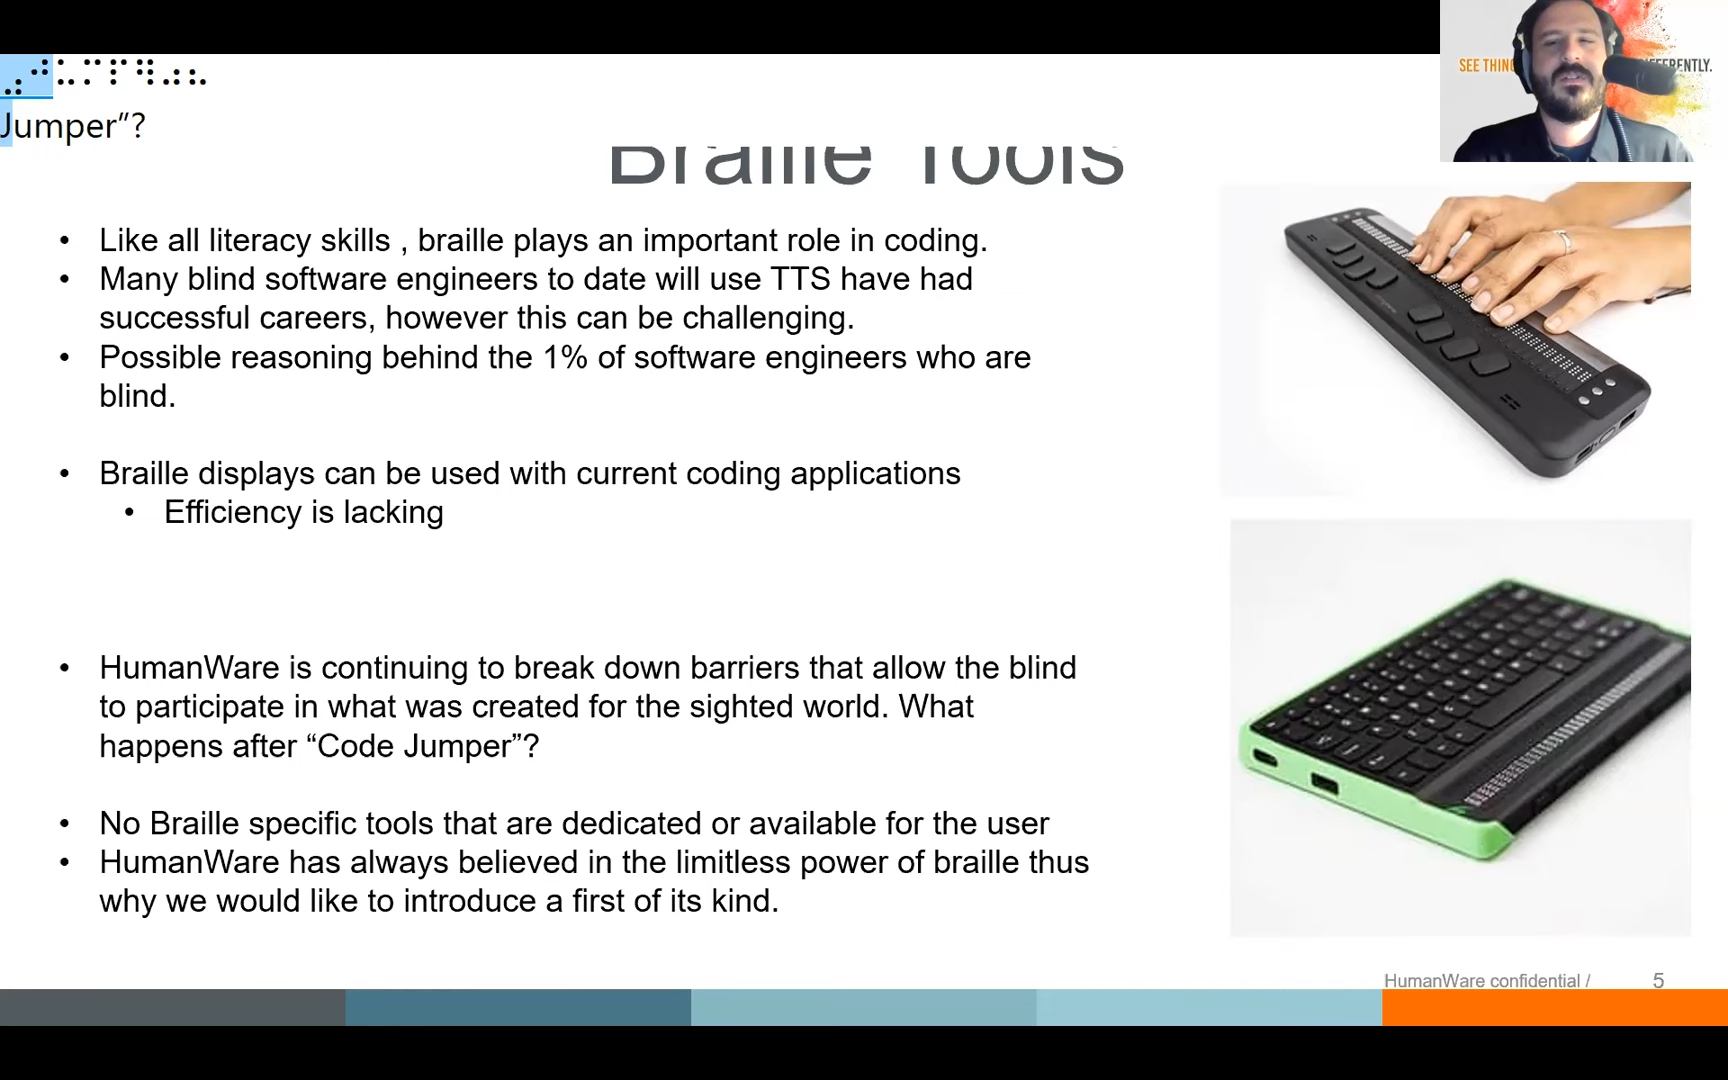 ⠠⠚⠥⠍⠏⠻⠴⠦
Jumper”?
SEE
Braille Tools
• Like all literacy skills , braille plays an important role in coding.
• Many blind software engineers to date will use TTS have had
successful careers, however this can be challenging.
• Possible reasoning behind the 1% of software engineers who are
blind.
• Braille displays can be used with current coding applications
• Efficiency is lacking
• HumanWare is continuing to break down barriers that allow the blind
to participate in what was created for the sighted world. What
happens after “Code Jumper”?
• No Braille specific tools that are dedicated or available for the user
• HumanWare has always believed in the limitless power of braille thus
why we would like to introduce a first of its kind.
HumanWare confidential / 5